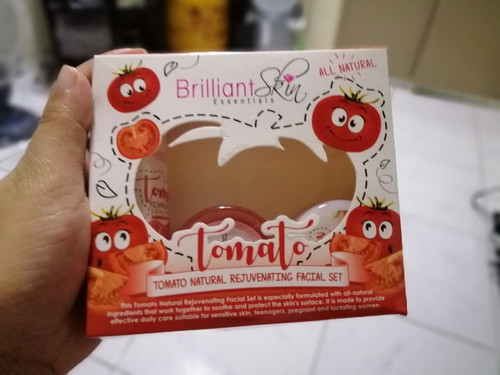 Brilliant Skin
Essentials
ALL NATURAL
tomato
TOMATO NATURAL REJUVENATING FACIAL SET
This Tomato Natural Rejuvenating Facial Set is especially formulated with all-natural
ingredients that work together to soothe and protect the skin's surface. It is made to provide
effective daily care suitable for sensitive skin, teenagers, pregnant and lactating women.